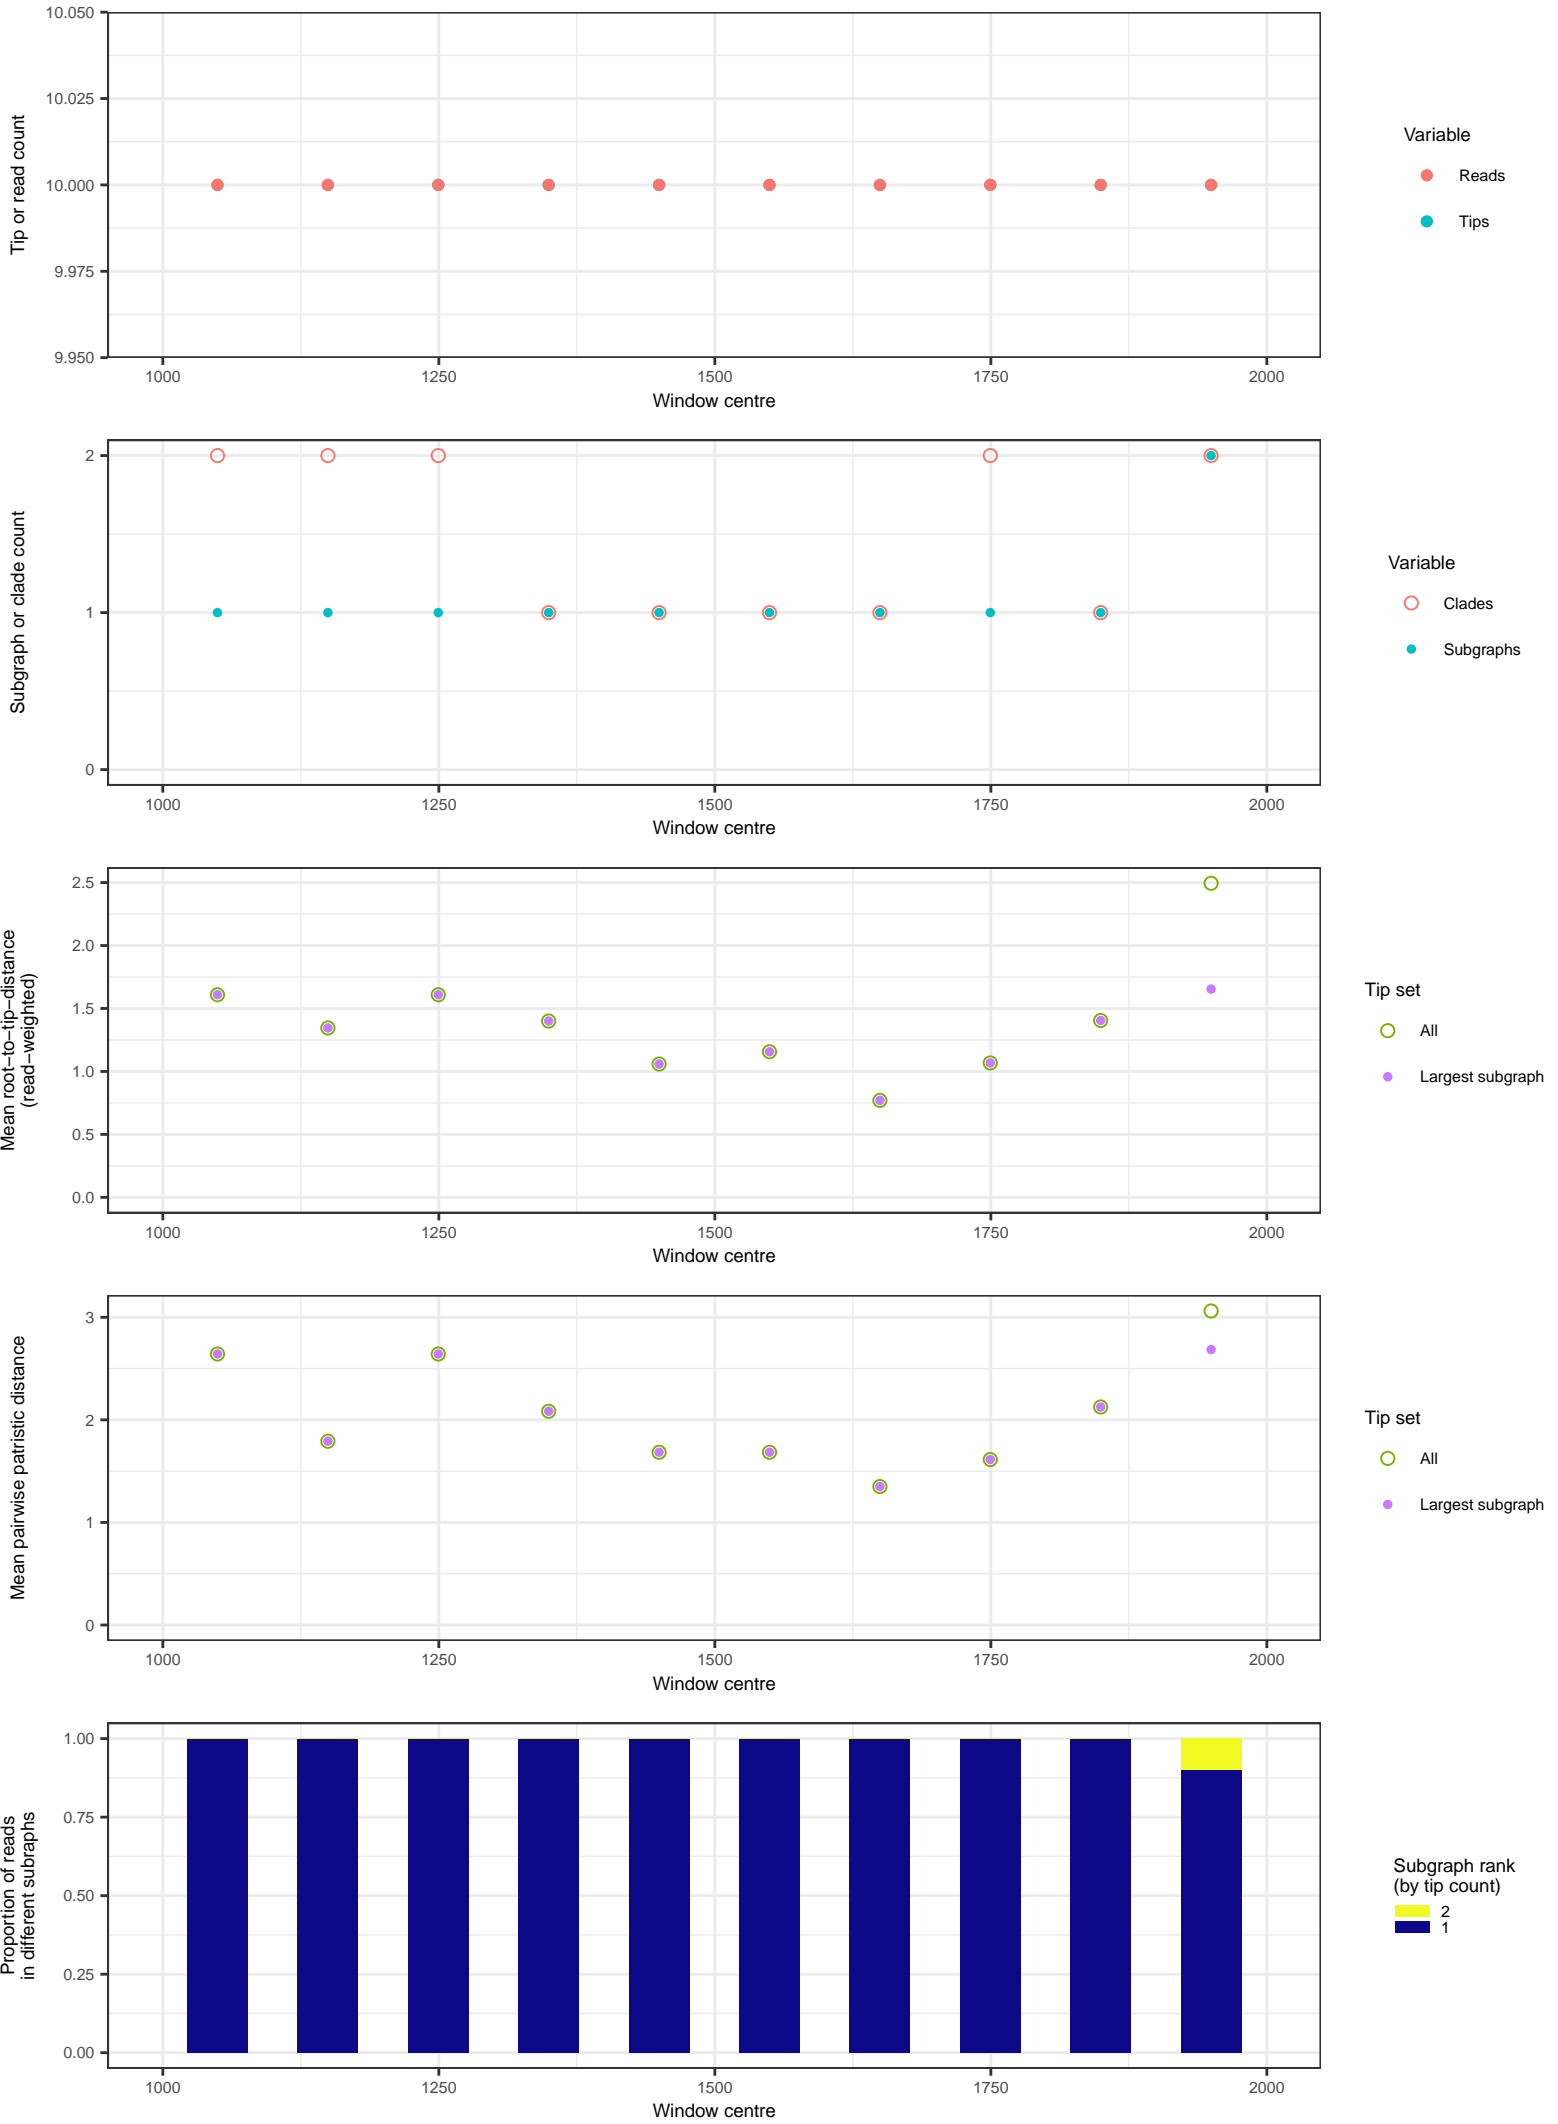 10.050
10.025
10.000
9.975
9.950
Tip or read count
1000 1250 1500 1750 2000
Window centre
Variable
Reads
Tips
2
1
0
Subgraph or clade count
1000 1250 1500 1750 2000
Window centre
Variable
Clades
Subgraphs
2.5
2.0
1.5
1.0
0.5
0.0
Mean root−to−tip−distance
(read−weighted)
1000 1250 1500 1750 2000
Window centre
Tip set
All
Largest subgraph
3
2
1
0
Mean pairwise patristic distance
1000 1250 1500 1750 2000
Window centre
Tip set
All
Largest subgraph
1.00
0.75
0.50
0.25
0.00
Proportion of reads
in different subraphs
1000 1250 1500 1750 2000
Window centre
Subgraph rank
(by tip count)
2
1